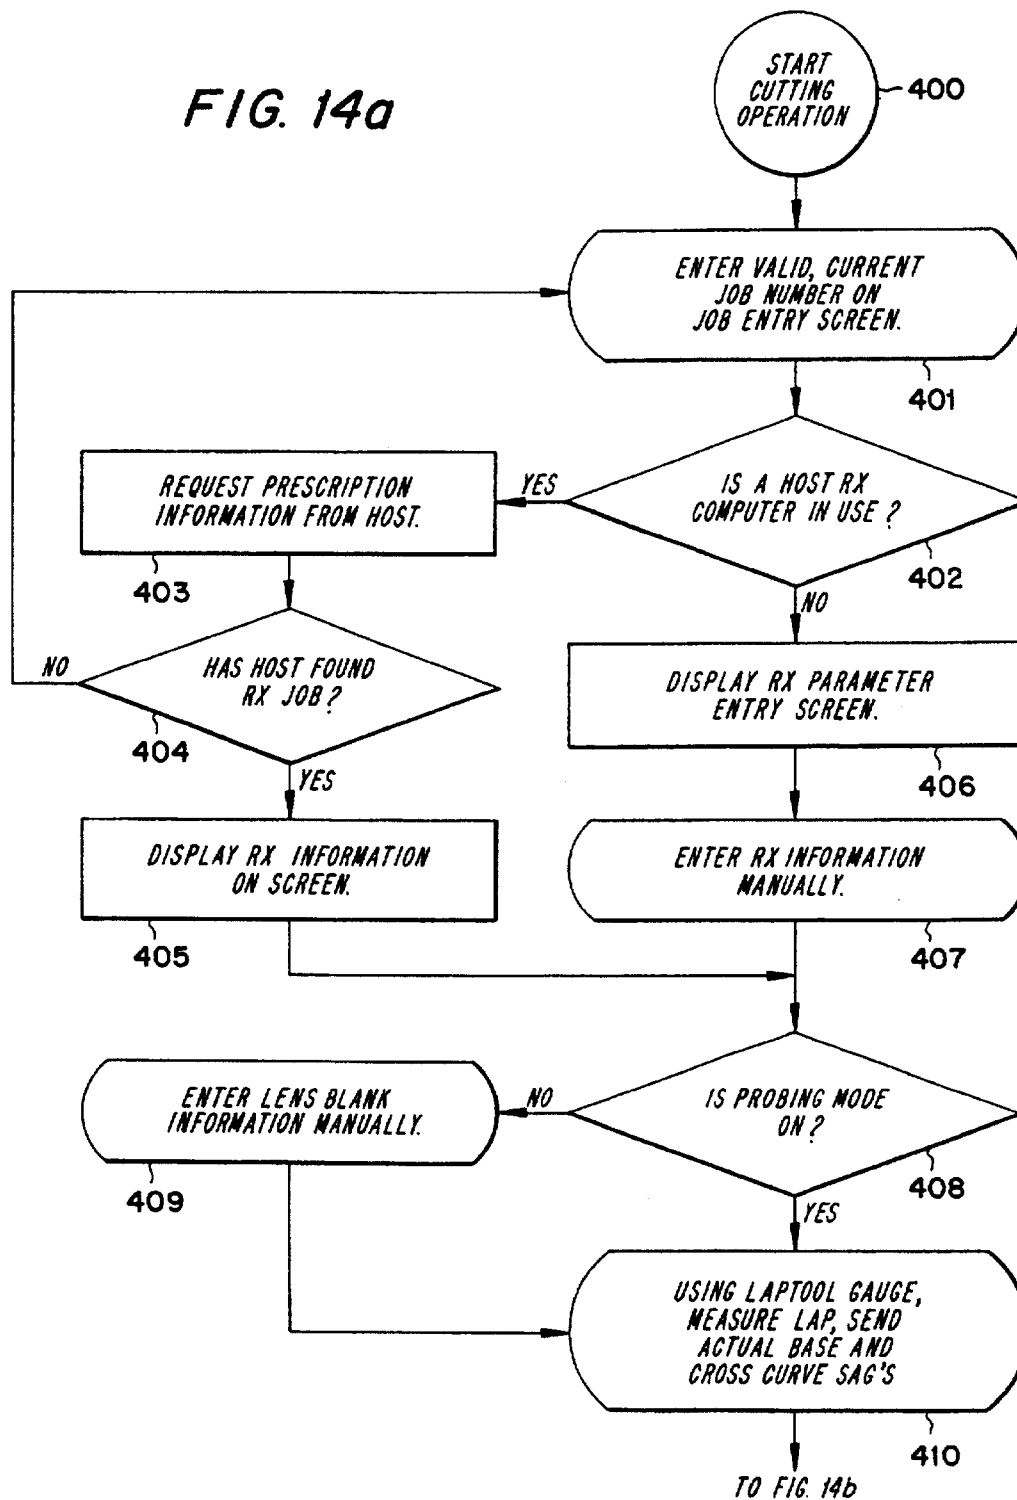 FIG. 14a
START
CUTTING
OPERATION
400
ENTER VALID, CURRENT
JOB NUMBER ON
JOB ENTRY SCREEN.
401
IS A HOST RX
COMPUTER IN USE?
402
YES
NO
REQUEST PRESCRIPTION
INFORMATION FROM HOST.
403
HAS HOST FOUND
RX JOB?
404
NO
YES
DISPLAY RX INFORMATION
ON SCREEN.
405
DISPLAY RX PARAMETER
ENTRY SCREEN.
406
ENTER RX INFORMATION
MANUALLY.
407
IS PROBING MODE
ON?
408
NO
YES
ENTER LENS BLANK
INFORMATION MANUALLY.
409
USING LAPTOOL GAUGE,
MEASURE LAP, SEND
ACTUAL BASE AND
CROSS CURVE SAG'S
410
TO FIG. 14b